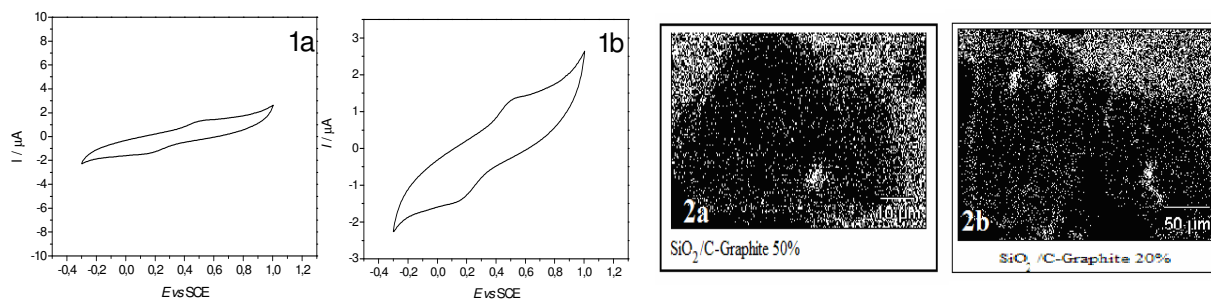 1a
10
8
6
4
2
0
-2
-4
-6
-8
-10
I / µA
-0,4 -0,2 0,0 0,2 0,4 0,6 0,8 1,0 1,2
E vs SCE
1b
3
2
1
0
-1
-2
-3
I / µA
-0,4 -0,2 0,0 0,2 0,4 0,6 0,8 1,0 1,2
E vs SCE
2a
10 µm
SiO₂/C-Graphite 50%
2b
50 µm
SiO₂ /C-Graphite 20%